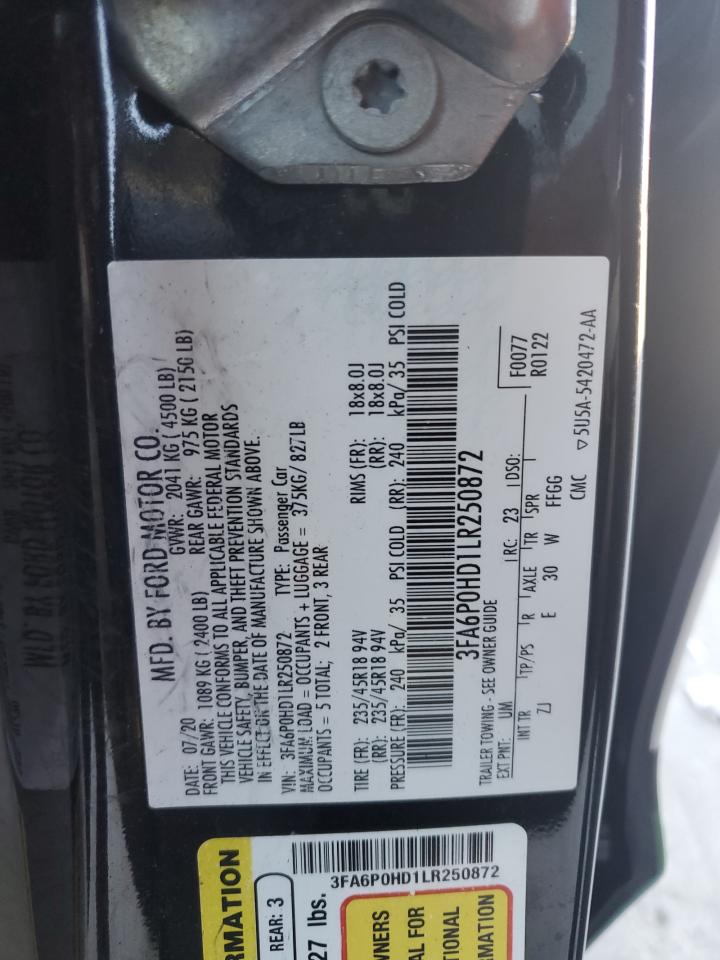 MFD. BY FORD MOTOR CO.
DATE: 07/20 GVWR: 2041 KG ( 4500 LB)
FRONT GAWR: 1089 KG ( 2400 LB) REAR GAWR: 975 KG ( 2150 LB)
THIS VEHICLE CONFORMS TO ALL APPLICABLE FEDERAL MOTOR
VEHICLE SAFETY, BUMPER, AND THEFT PREVENTION STANDARDS
IN EFFECT ON THE DATE OF MANUFACTURE SHOWN ABOVE.
VIN: 3FA6P0HD1LR250872 TYPE: Passenger Car
MAXIMUM LOAD = OCCUPANTS + LUGGAGE = 375KG/ 827LB
OCCUPANTS = 5 TOTAL; 2 FRONT, 3 REAR
TIRE (FR): 235/45R18 94V RIMS (FR): 18x8.0J
(RR): 235/45R18 94V (RR): 18x8.0J
PRESSURE (FR): 240 kPa/ 35 PSI COLD (RR): 240 kPa/ 35 PSI COLD
3FA6P0HD1LR250872
TRAILER TOWING - SEE OWNER GUIDE
EXT PNT: UM RC: 23 DSO:
F0077
R0122
INT TR TP/PS R AXLE TR SPR
ZJ E 30 W FFGG
CMC ▽ 5U5A-5420472-AA
RMATION
REAR: 3
27 lbs.
3FA6P0HD1LR250872
WNERS
AL FOR
TIONAL
MATION